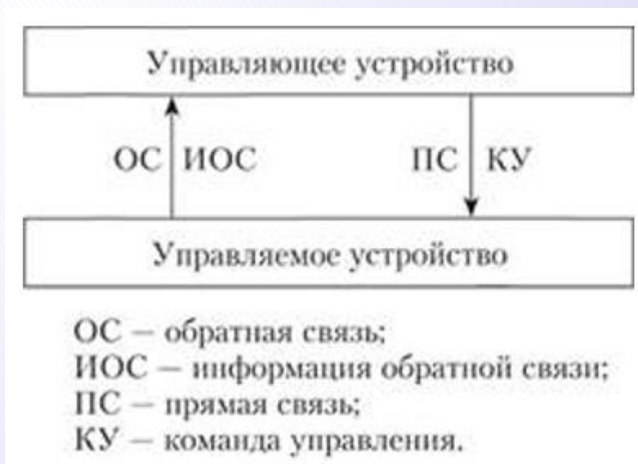 Управляющее устройство
ОС ИОС ПС КУ
Управляемое устройство
ОС — обратная связь;
ИОС — информация обратной связи;
ПС — прямая связь;
КУ — команда управления.